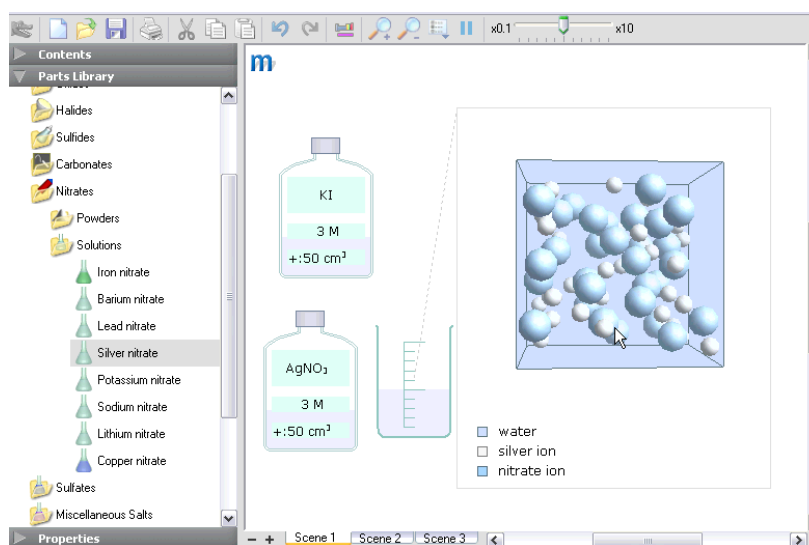 x0.1
x10
Contents
Parts Library
Halides
Sulfides
Carbonates
Nitrates
Powders
Solutions
Iron nitrate
Barium nitrate
Lead nitrate
Silver nitrate
Potassium nitrate
Sodium nitrate
Lithium nitrate
Copper nitrate
Sulfates
Miscellaneous Salts
Properties
m
KI
3 M
+:50 cm³
AgNO₃
3 M
+:50 cm³
water
silver ion
nitrate ion
− + Scene 1 Scene 2 Scene 3